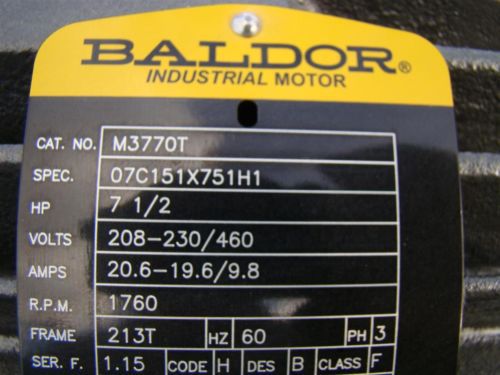 BALDOR®
INDUSTRIAL MOTOR
CAT. NO. M3770T
SPEC. 07C151X751H1
HP 7 1/2
VOLTS 208-230/460
AMPS 20.6-19.6/9.8
R.P.M. 1760
FRAME 213T HZ 60 PH 3
SER. F. 1.15 CODE H DES B CLASS F